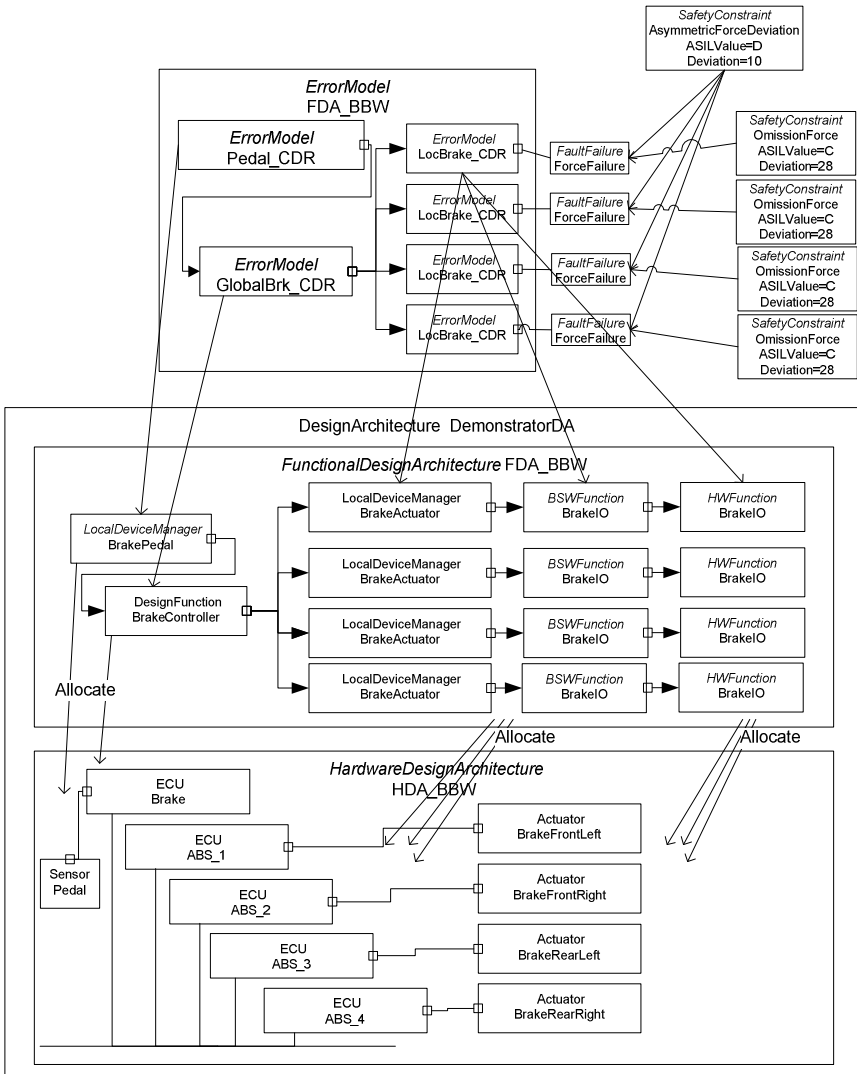 SafetyConstraint
AsymmetricForceDeviation
ASILValue=D
Deviation=10
ErrorModel
FDA_BBW
ErrorModel
Pedal_CDR
ErrorModel
LocBrake_CDR
ErrorModel
LocBrake_CDR
ErrorModel
GlobalBrk_CDR
ErrorModel
LocBrake_CDR
ErrorModel
LocBrake_CDR
FaultFailure
ForceFailure
FaultFailure
ForceFailure
FaultFailure
ForceFailure
FaultFailure
ForceFailure
SafetyConstraint
OmissionForce
ASILValue=C
Deviation=28
SafetyConstraint
OmissionForce
ASILValue=C
Deviation=28
SafetyConstraint
OmissionForce
ASILValue=C
Deviation=28
SafetyConstraint
OmissionForce
ASILValue=C
Deviation=28
DesignArchitecture DemonstratorDA
FunctionalDesignArchitecture FDA_BBW
LocalDeviceManager
BrakePedal
DesignFunction
BrakeController
LocalDeviceManager
BrakeActuator
BSWFunction
BrakeIO
HWFunction
BrakeIO
LocalDeviceManager
BrakeActuator
BSWFunction
BrakeIO
HWFunction
BrakeIO
LocalDeviceManager
BrakeActuator
BSWFunction
BrakeIO
HWFunction
BrakeIO
LocalDeviceManager
BrakeActuator
BSWFunction
BrakeIO
HWFunction
BrakeIO
Allocate
Allocate
Allocate
HardwareDesignArchitecture
HDA_BBW
ECU
Brake
Sensor
Pedal
ECU
ABS_1
Actuator
BrakeFrontLeft
ECU
ABS_2
Actuator
BrakeFrontRight
ECU
ABS_3
Actuator
BrakeRearLeft
ECU
ABS_4
Actuator
BrakeRearRight